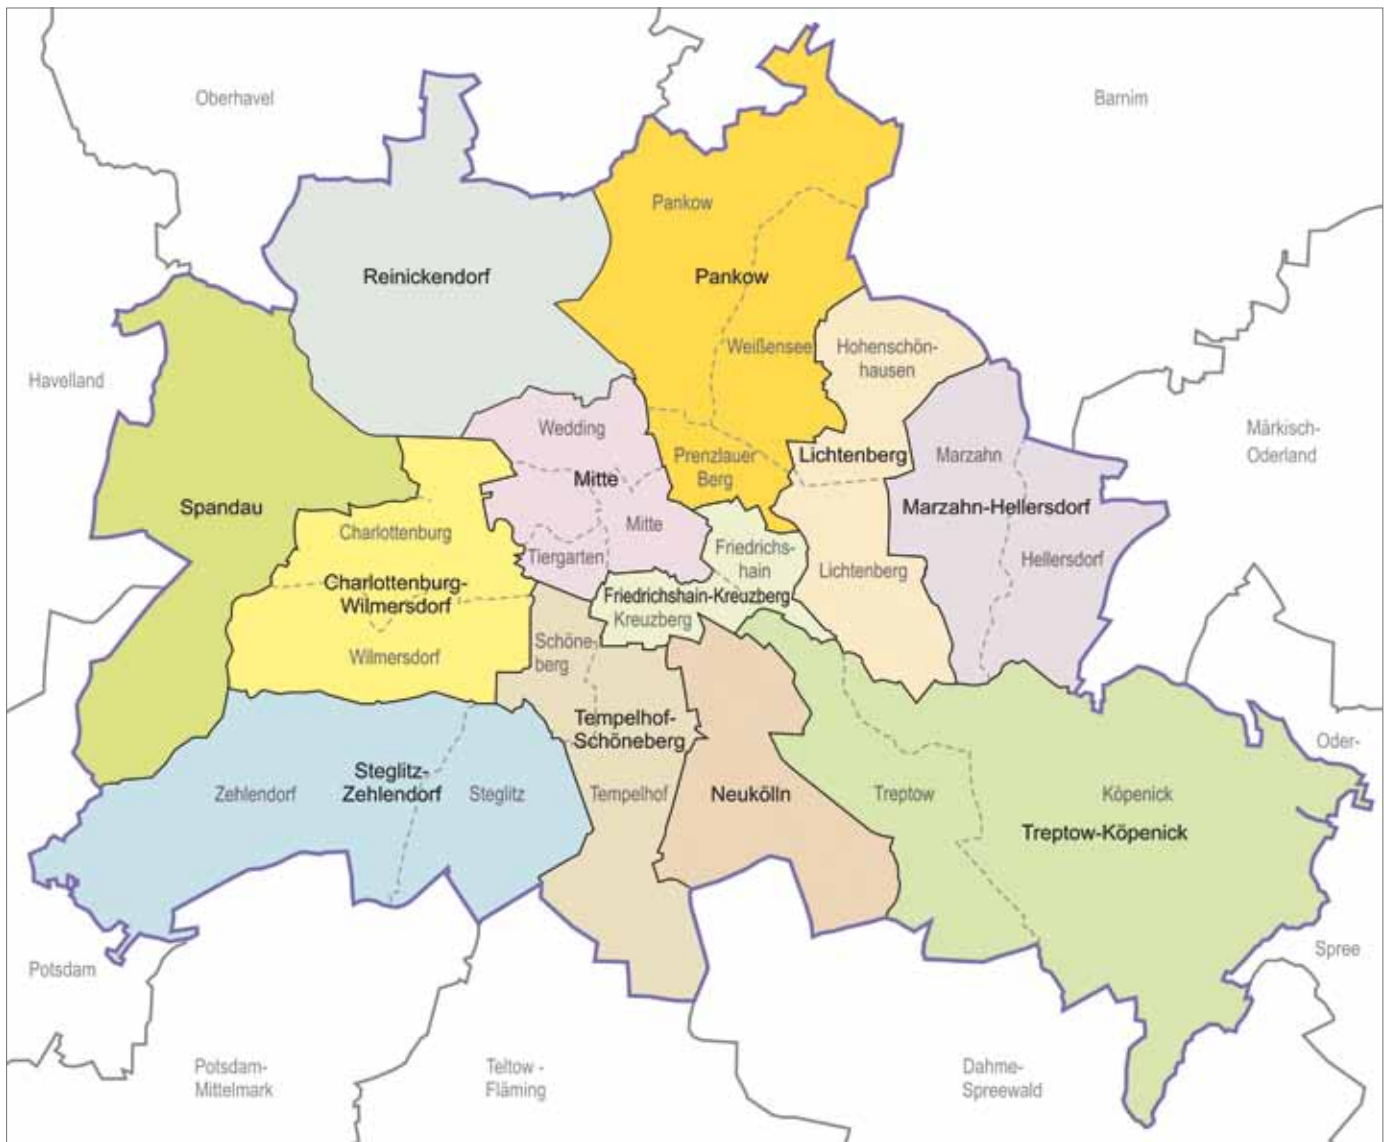 Oberhavel
Barnim
Pankow
Reinickendorf
Pankow
Weißensee
Hohenschön-
hausen
Havelland
Märkisch-
Oderland
Wedding
Prenzlauer
Berg
Lichtenberg
Marzahn
Mitte
Spandau
Marzahn-Hellersdorf
Charlottenburg
Mitte
Tiergarten
Friedrichs-
hain
Lichtenberg
Hellersdorf
Charlottenburg-
Wilmersdorf
Friedrichshain-Kreuzberg
Kreuzberg
Wilmersdorf
Schöne-
berg
Tempelhof-
Schöneberg
Oder-
Steglitz-
Zehlendorf
Zehlendorf
Steglitz
Tempelhof
Neukölln
Treptow
Köpenick
Treptow-Köpenick
Potsdam
Spree
Potsdam-
Mittelmark
Teltow -
Fläming
Dahme-
Spreewald